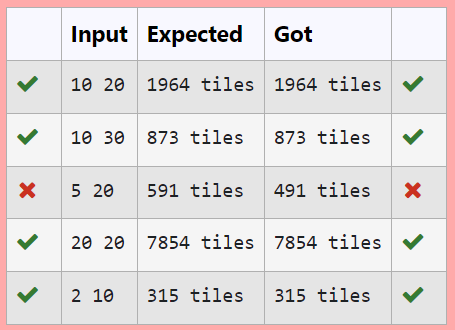 Input Expected Got
10 20 1964 tiles 1964 tiles
10 30 873 tiles 873 tiles
5 20 591 tiles 491 tiles
20 20 7854 tiles 7854 tiles
2 10 315 tiles 315 tiles